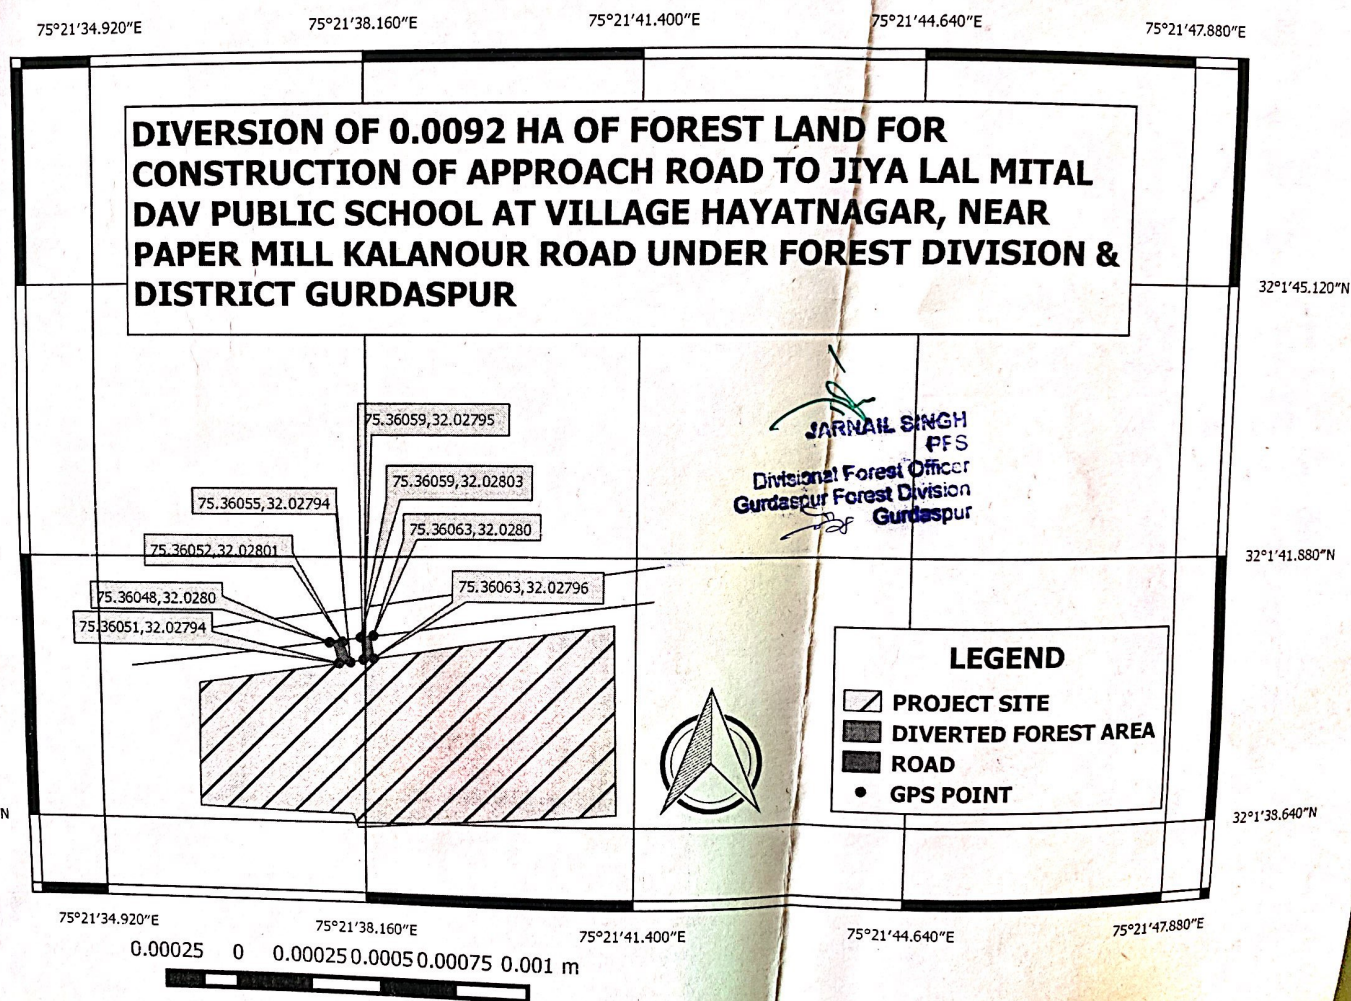 75°21'34.920"E 75°21'38.160"E 75°21'41.400"E 75°21'44.640"E 75°21'47.880"E
DIVERSION OF 0.0092 HA OF FOREST LAND FOR
CONSTRUCTION OF APPROACH ROAD TO JIYA LAL MITAL
DAV PUBLIC SCHOOL AT VILLAGE HAYATNAGAR, NEAR
PAPER MILL KALANOUR ROAD UNDER FOREST DIVISION &
DISTRICT GURDASPUR
32°1'45.120"N
75.36059,32.02795
JARNAIL SINGH
PFS
Divisional Forest Officer
Gurdaspur Forest Division
Gurdaspur
75.36059,32.02803
75.36055,32.02794
75.36063,32.0280
75.36052,32.02801
32°1'41.880"N
75.36063,32.02796
75.36048,32.0280
75.36051,32.02794
LEGEND
PROJECT SITE
DIVERTED FOREST AREA
ROAD
GPS POINT
N
32°1'38.640"N
75°21'34.920"E 75°21'38.160"E 75°21'41.400"E 75°21'44.640"E 75°21'47.880"E
0.00025 0 0.00025 0.0005 0.00075 0.001 m